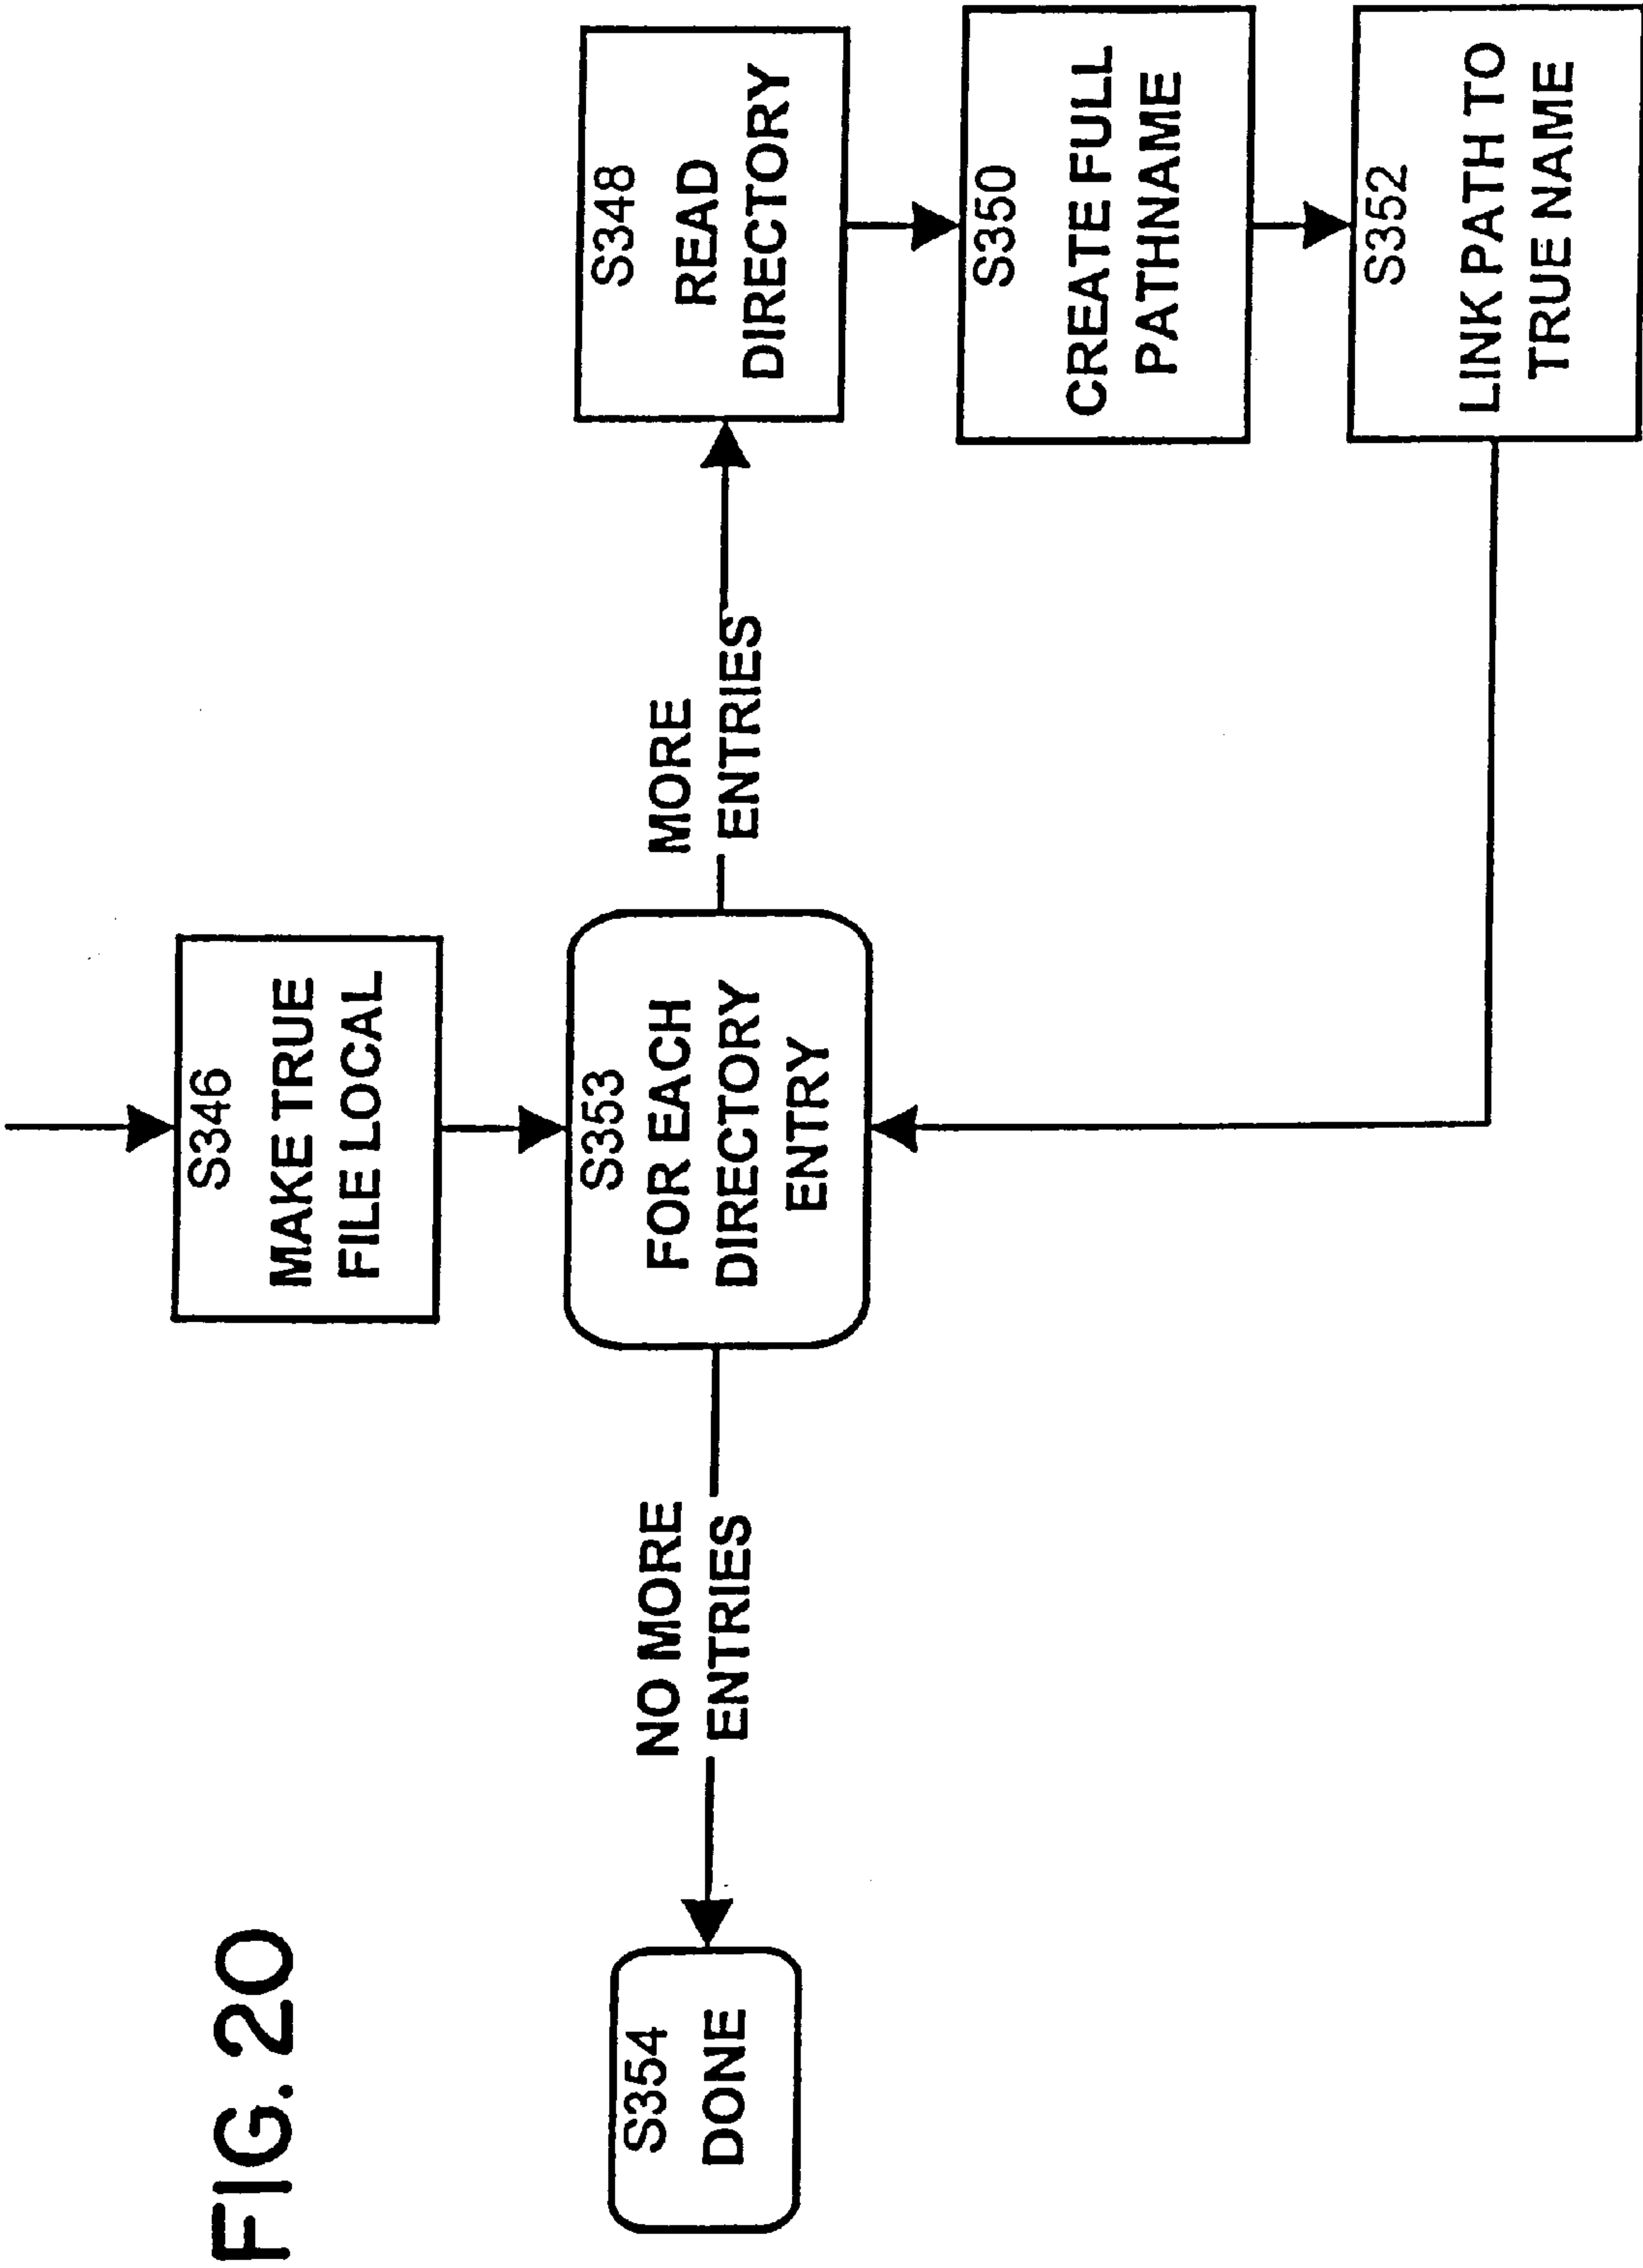 FIG. 20
S346
MAKE TRUE
FILE LOCAL
S353
FOR EACH
DIRECTORY
ENTRY
MORE
ENTRIES
S348
READ
DIRECTORY
S350
CREATE FULL
PATHNAME
S352
LINK PATH TO
TRUE NAME
NO MORE
ENTRIES
S354
DONE